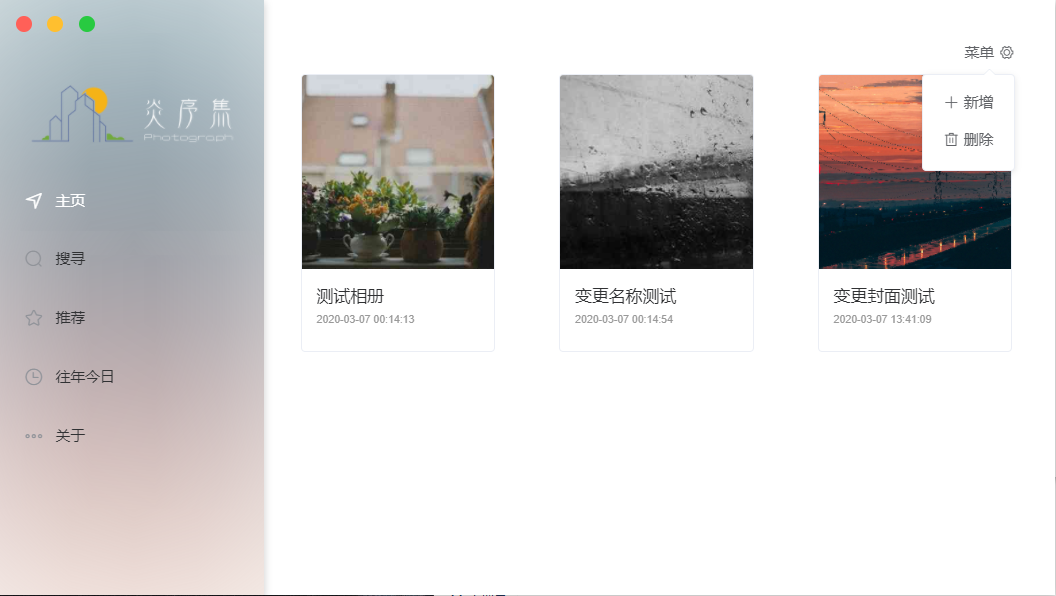 炎序集
Photograph
主页
搜寻
推荐
往年今日
关于
菜单
新增
删除
测试相册
2020-03-07 00:14:13
变更名称测试
2020-03-07 00:14:54
变更封面测试
2020-03-07 13:41:09